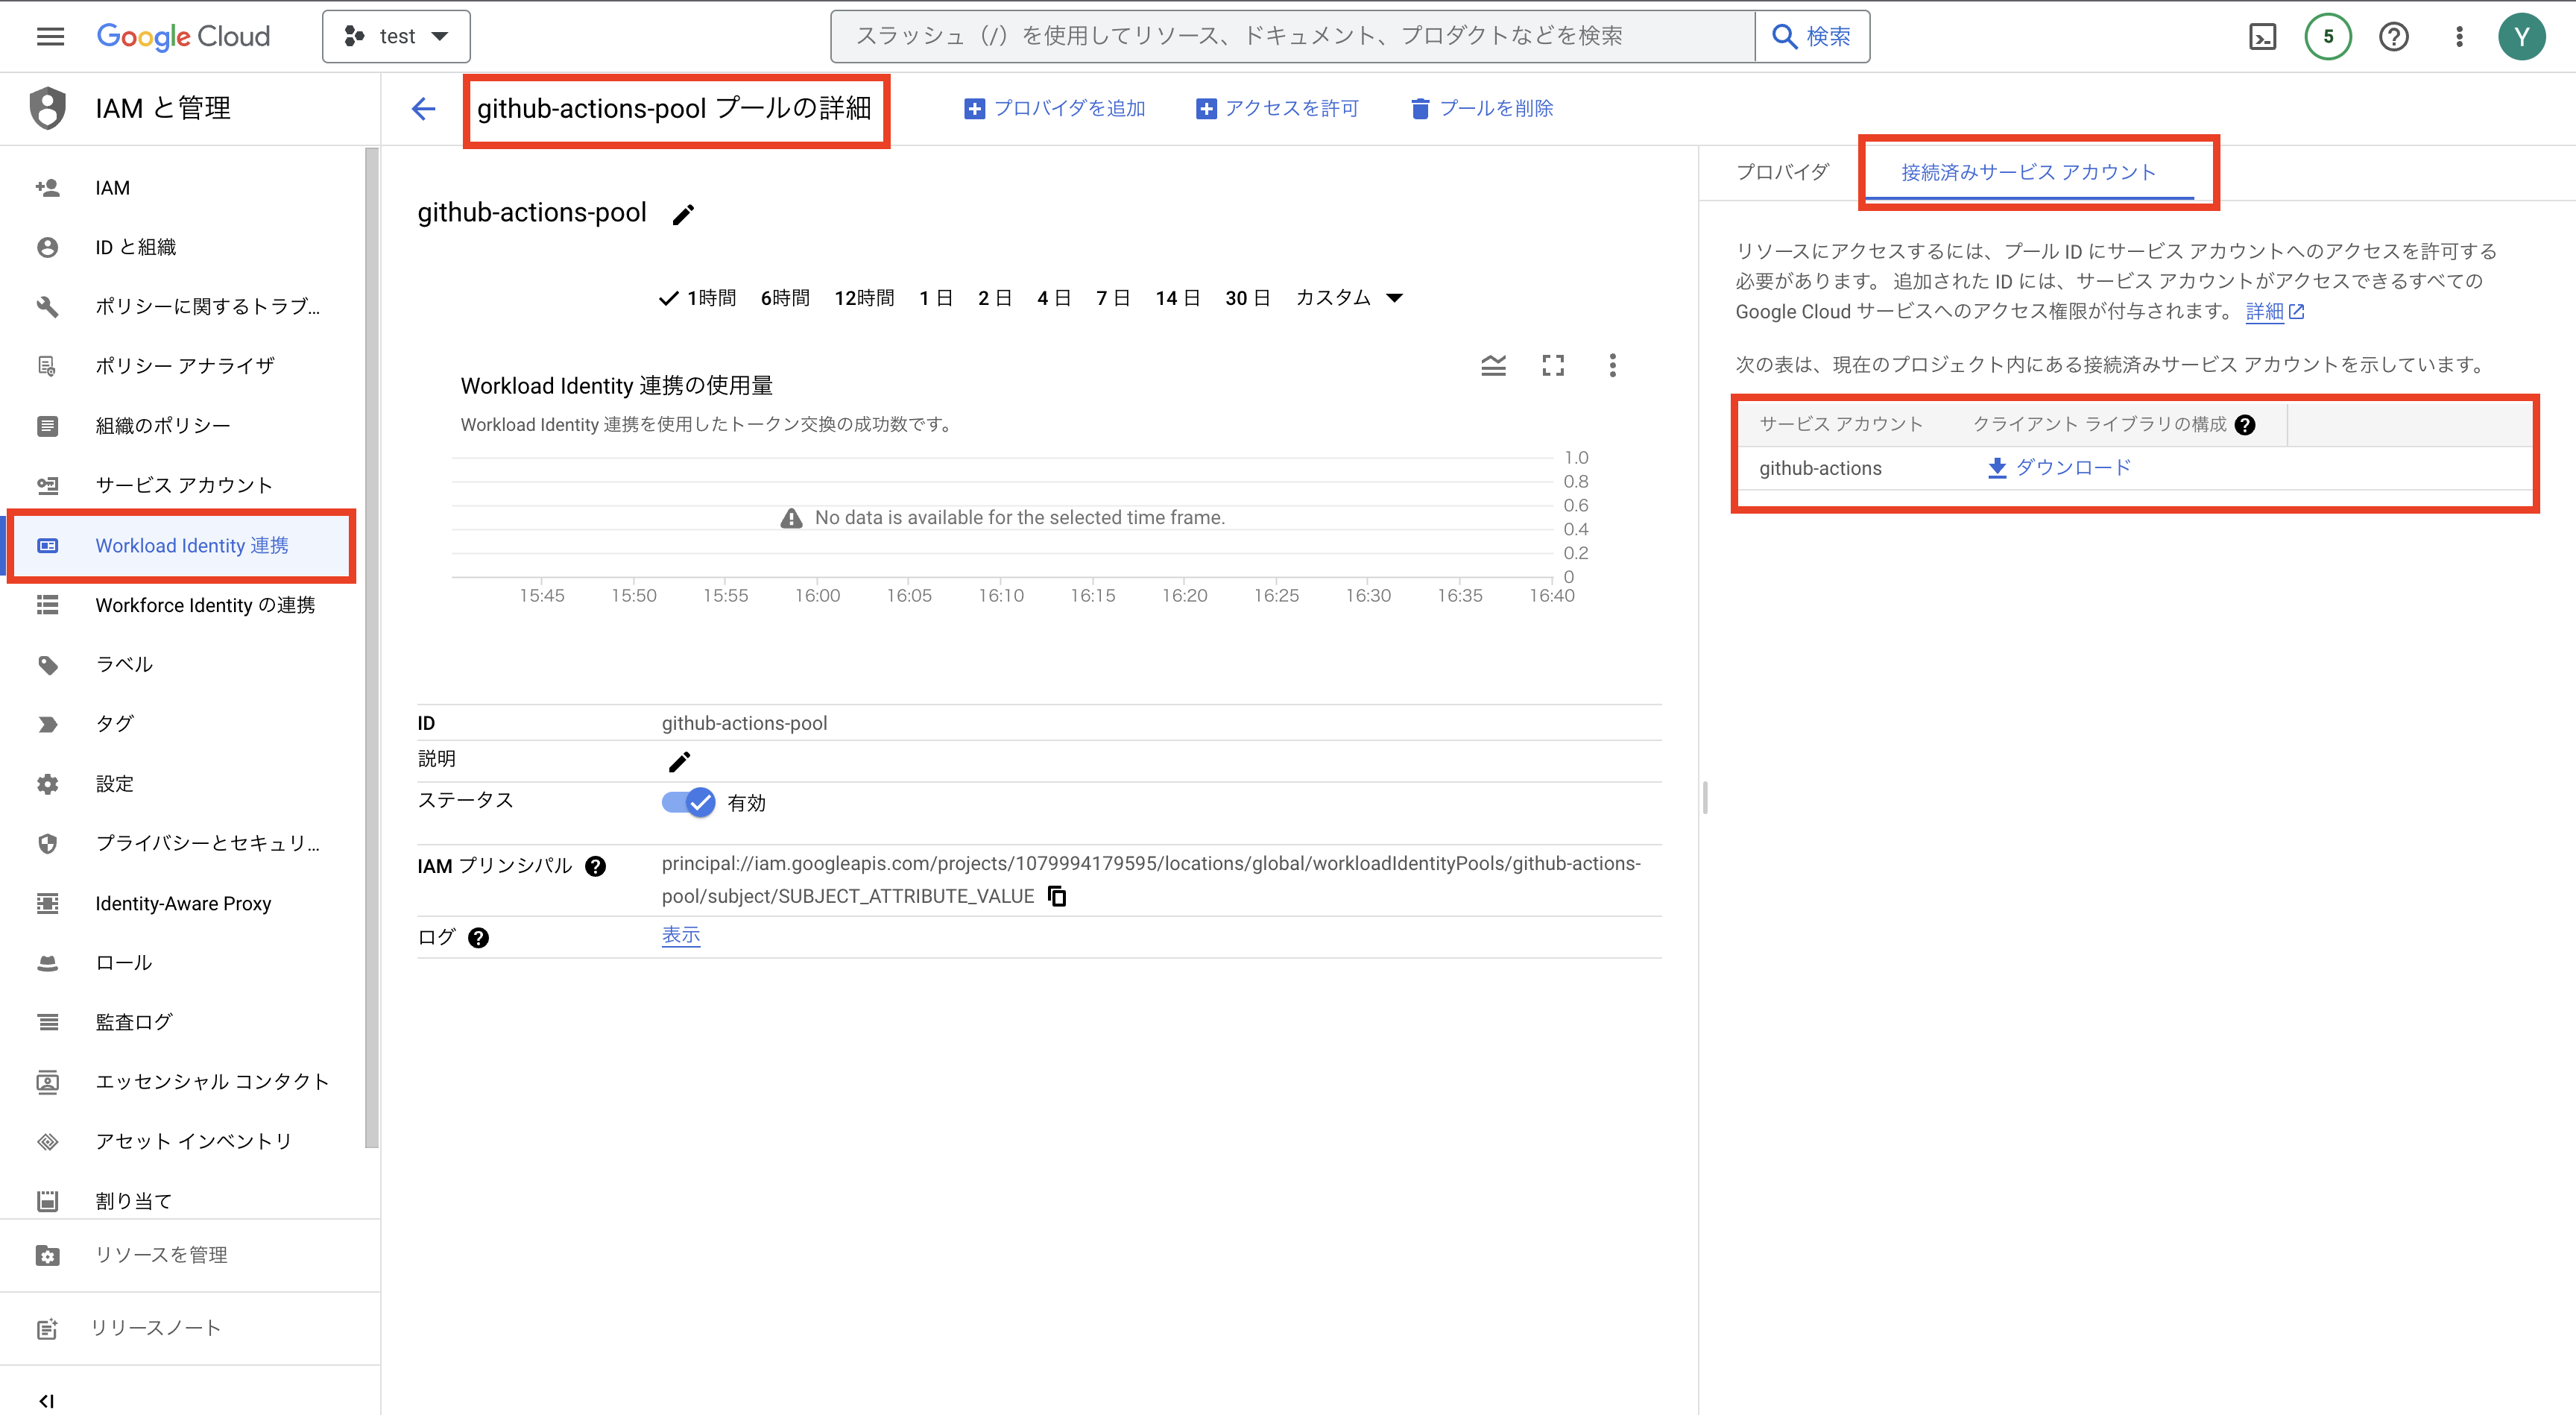 Google Cloud
test
スラッシュ（/）を使用してリソース、ドキュメント、プロダクトなどを検索
検索
5
Y
IAM と管理
github-actions-pool プールの詳細
プロバイダを追加
アクセスを許可
プールを削除
IAM
ID と組織
ポリシーに関するトラブ...
ポリシー アナライザ
組織のポリシー
サービス アカウント
Workload Identity 連携
Workforce Identity の連携
ラベル
タグ
設定
プライバシーとセキュリ...
Identity-Aware Proxy
ロール
監査ログ
エッセンシャル コンタクト
アセット インベントリ
割り当て
リソースを管理
リリースノート
github-actions-pool
1時間 6時間 12時間 1 日 2 日 4 日 7 日 14 日 30 日 カスタム
Workload Identity 連携の使用量
Workload Identity 連携を使用したトークン交換の成功数です。
1.0
0.8
0.6
0.4
0.2
0
No data is available for the selected time frame.
15:45 15:50 15:55 16:00 16:05 16:10 16:15 16:20 16:25 16:30 16:35 16:40
ID github-actions-pool
説明
ステータス 有効
IAM プリンシパル principal://iam.googleapis.com/projects/1079994179595/locations/global/workloadIdentityPools/github-actions-
pool/subject/SUBJECT_ATTRIBUTE_VALUE
ログ 表示
プロバイダ 接続済みサービス アカウント
リソースにアクセスするには、プール ID にサービス アカウントへのアクセスを許可する
必要があります。 追加された ID には、サービス アカウントがアクセスできるすべての
Google Cloud サービスへのアクセス権限が付与されます。 詳細
次の表は、現在のプロジェクト内にある接続済みサービス アカウントを示しています。
サービス アカウント クライアント ライブラリの構成
github-actions ダウンロード